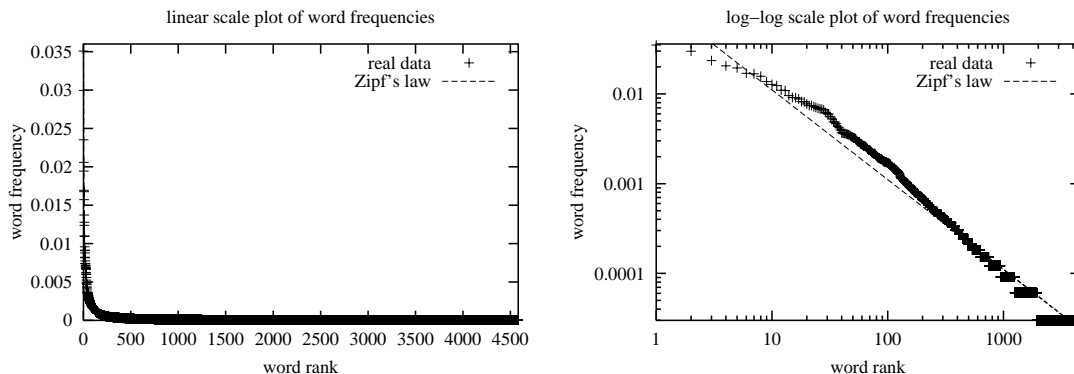 linear scale plot of word frequencies
0.035
0.03
0.025
0.02
0.015
0.01
0.005
0
word frequency
real data
Zipf's law
0 500 1000 1500 2000 2500 3000 3500 4000 4500
word rank
log-log scale plot of word frequencies
0.01
0.001
0.0001
word frequency
real data
Zipf's law
1 10 100 1000
word rank